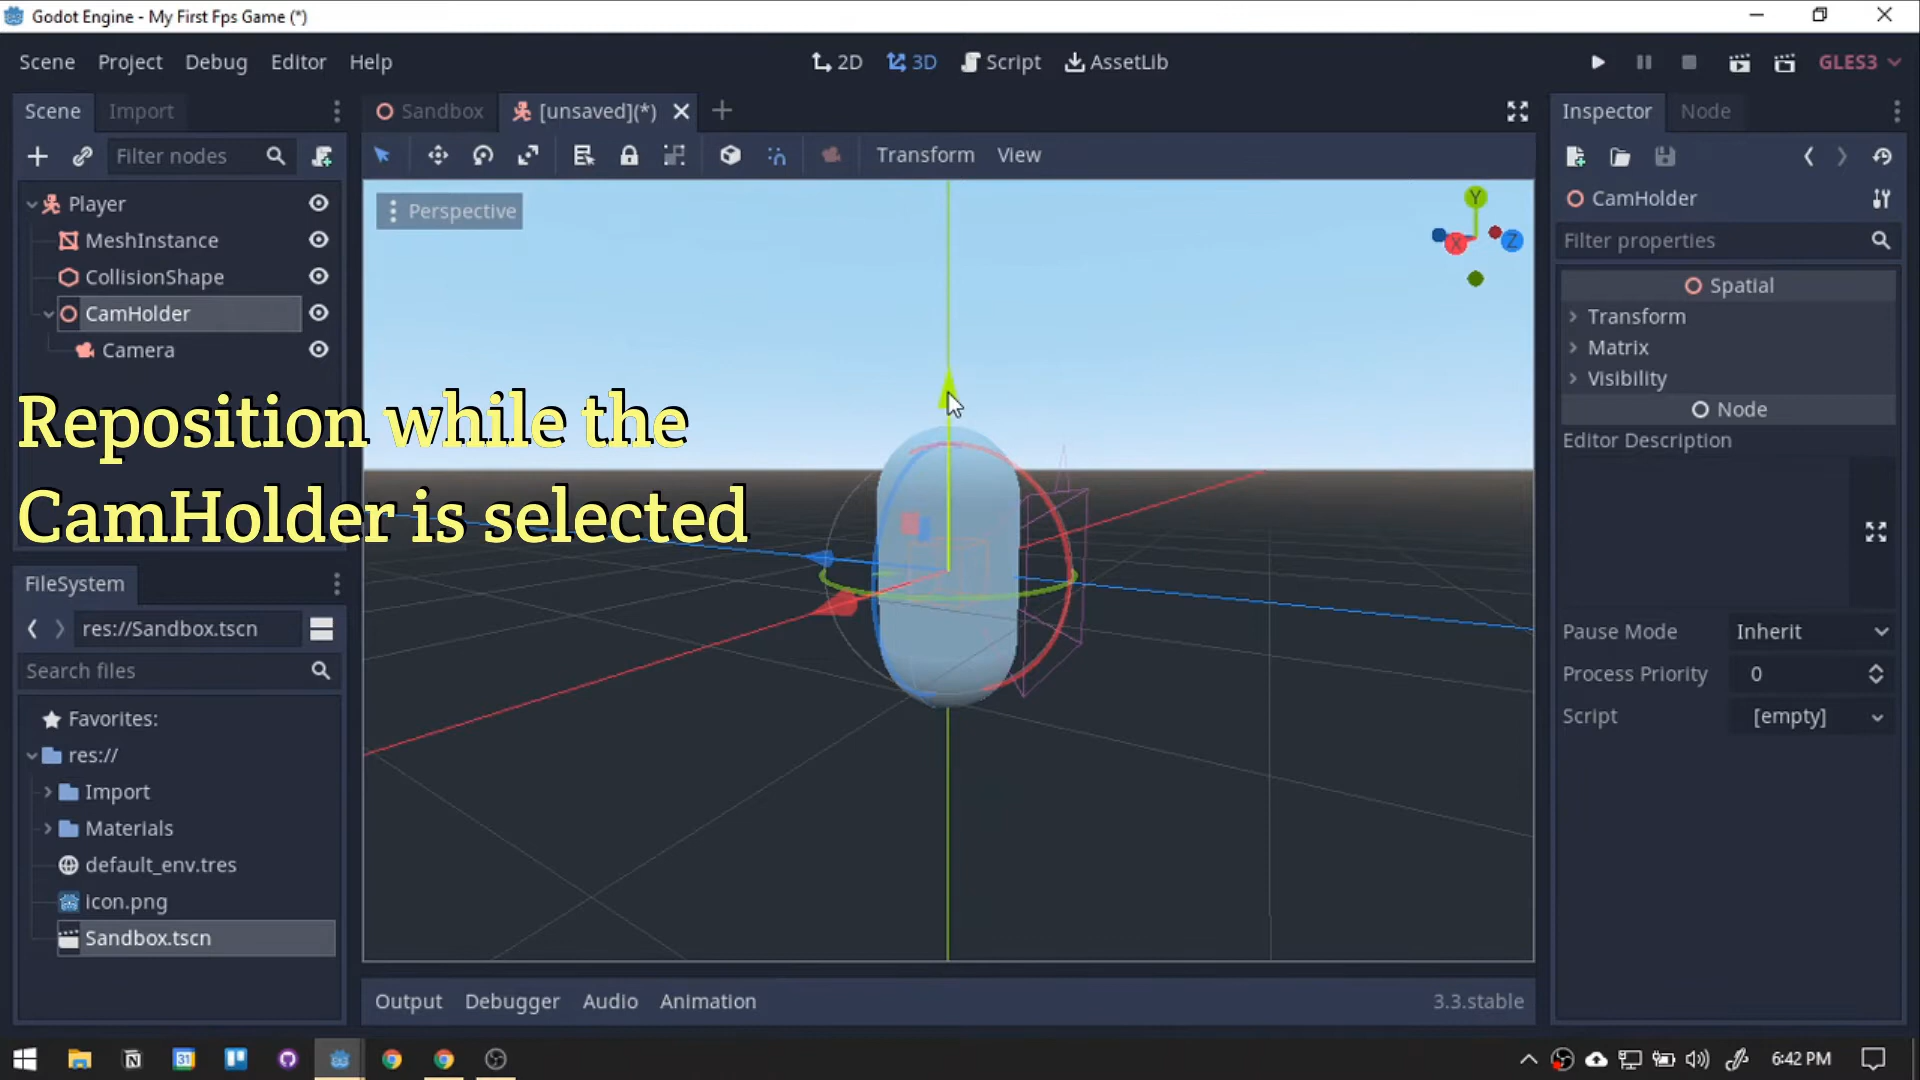 Godot Engine - My First Fps Game (*)
Scene Project Debug Editor Help
2D 3D Script AssetLib
GLES3
Scene Import
Sandbox [unsaved](*)
Inspector Node
Filter nodes
Transform View
Player
MeshInstance
CollisionShape
CamHolder
Camera
Perspective
Y
X
Z
Reposition while the
CamHolder is selected
CamHolder
Filter properties
Spatial
Transform
Matrix
Visibility
Node
Editor Description
Pause Mode Inherit
Process Priority 0
Script [empty]
FileSystem
res://Sandbox.tscn
Search files
Favorites:
res://
Import
Materials
default_env.tres
icon.png
Sandbox.tscn
Output Debugger Audio Animation
3.3.stable
31
6:42 PM